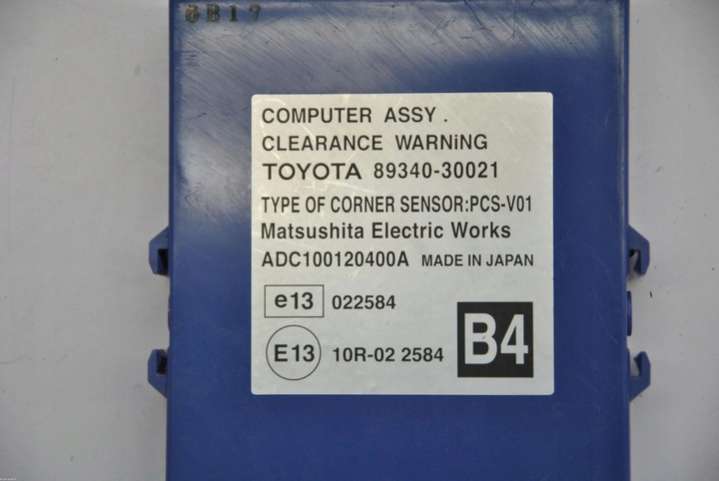 0B17
COMPUTER ASSY.
CLEARANCE WARNiNG
TOYOTA 89340-30021
TYPE OF CORNER SENSOR:PCS-V01
Matsushita Electric Works
ADC100120400A MADE IN JAPAN
e13 022584
E13 10R-02 2584
B4